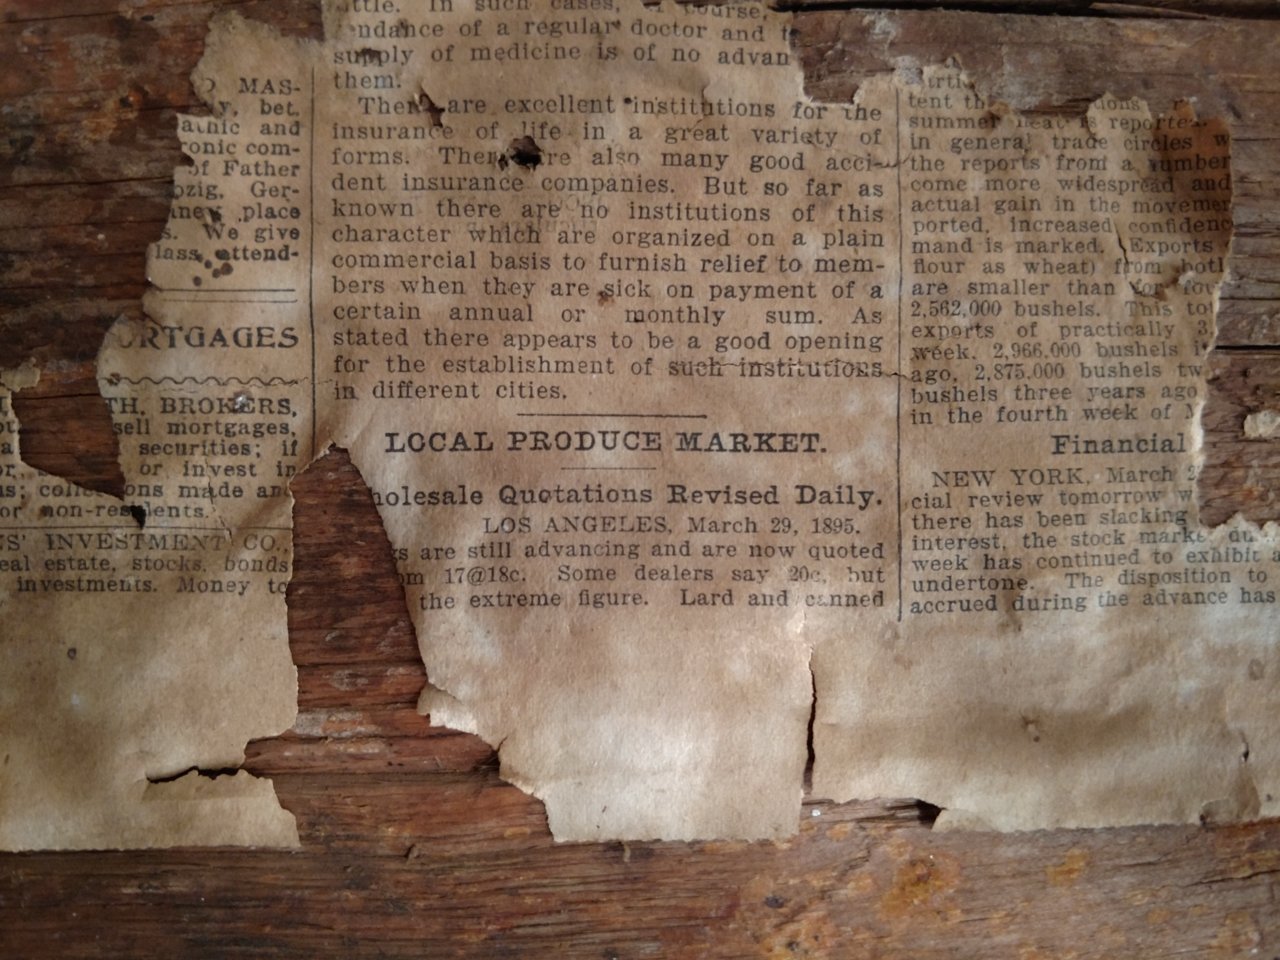 MAS-
bet.
and
com-
of Father
Ger-
place
We give
attend-
MORTGAGES
BROKERS,
sell mortgages,
securities; if
or invest in
made and
or non-residents.
INVESTMENT CO.,
real estate, stocks, bonds
investments. Money to
In such cases, of course,
of a regular doctor and
supply of medicine is of no advan
them.
There are excellent institutions for the
insurance of life in a great variety of
forms. There are also many good acci-
dent insurance companies. But so far as
known there are no institutions of this
character which are organized on a plain
commercial basis to furnish relief to mem-
bers when they are sick on payment of a
certain annual or monthly sum. As
stated there appears to be a good opening
for the establishment of such institutions
in different cities.
LOCAL PRODUCE MARKET.
holesale Quotations Revised Daily.
LOS ANGELES, March 29, 1895.
are still advancing and are now quoted
17@18c. Some dealers say 20c, but
the extreme figure. Lard and canned
tent
summer heat is reported
in general trade circles w
the reports from a number
come more widespread and
actual gain in the movemen
ported, increased confidenc
mand is marked. Exports
flour as wheat) from both
are smaller than for fou
2,562,000 bushels. This to
exports of practically 3,
week, 2,966,000 bushels
ago, 2,875,000 bushels tw
bushels three years ago
in the fourth week of
Financial
NEW YORK, March 2
cial review tomorrow w
there has been slacking
interest, the stock market
week has continued to exhibit a
undertone. The disposition to
accrued during the advance has